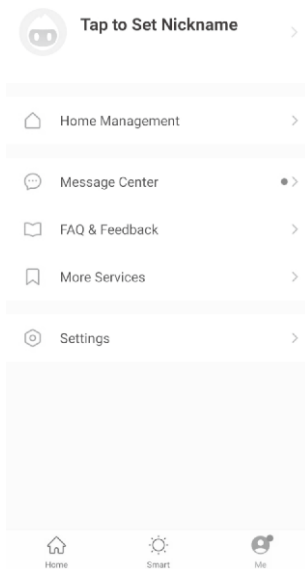 Tap to Set Nickname
Home Management
Message Center
FAQ & Feedback
More Services
Settings
Home Smart Me